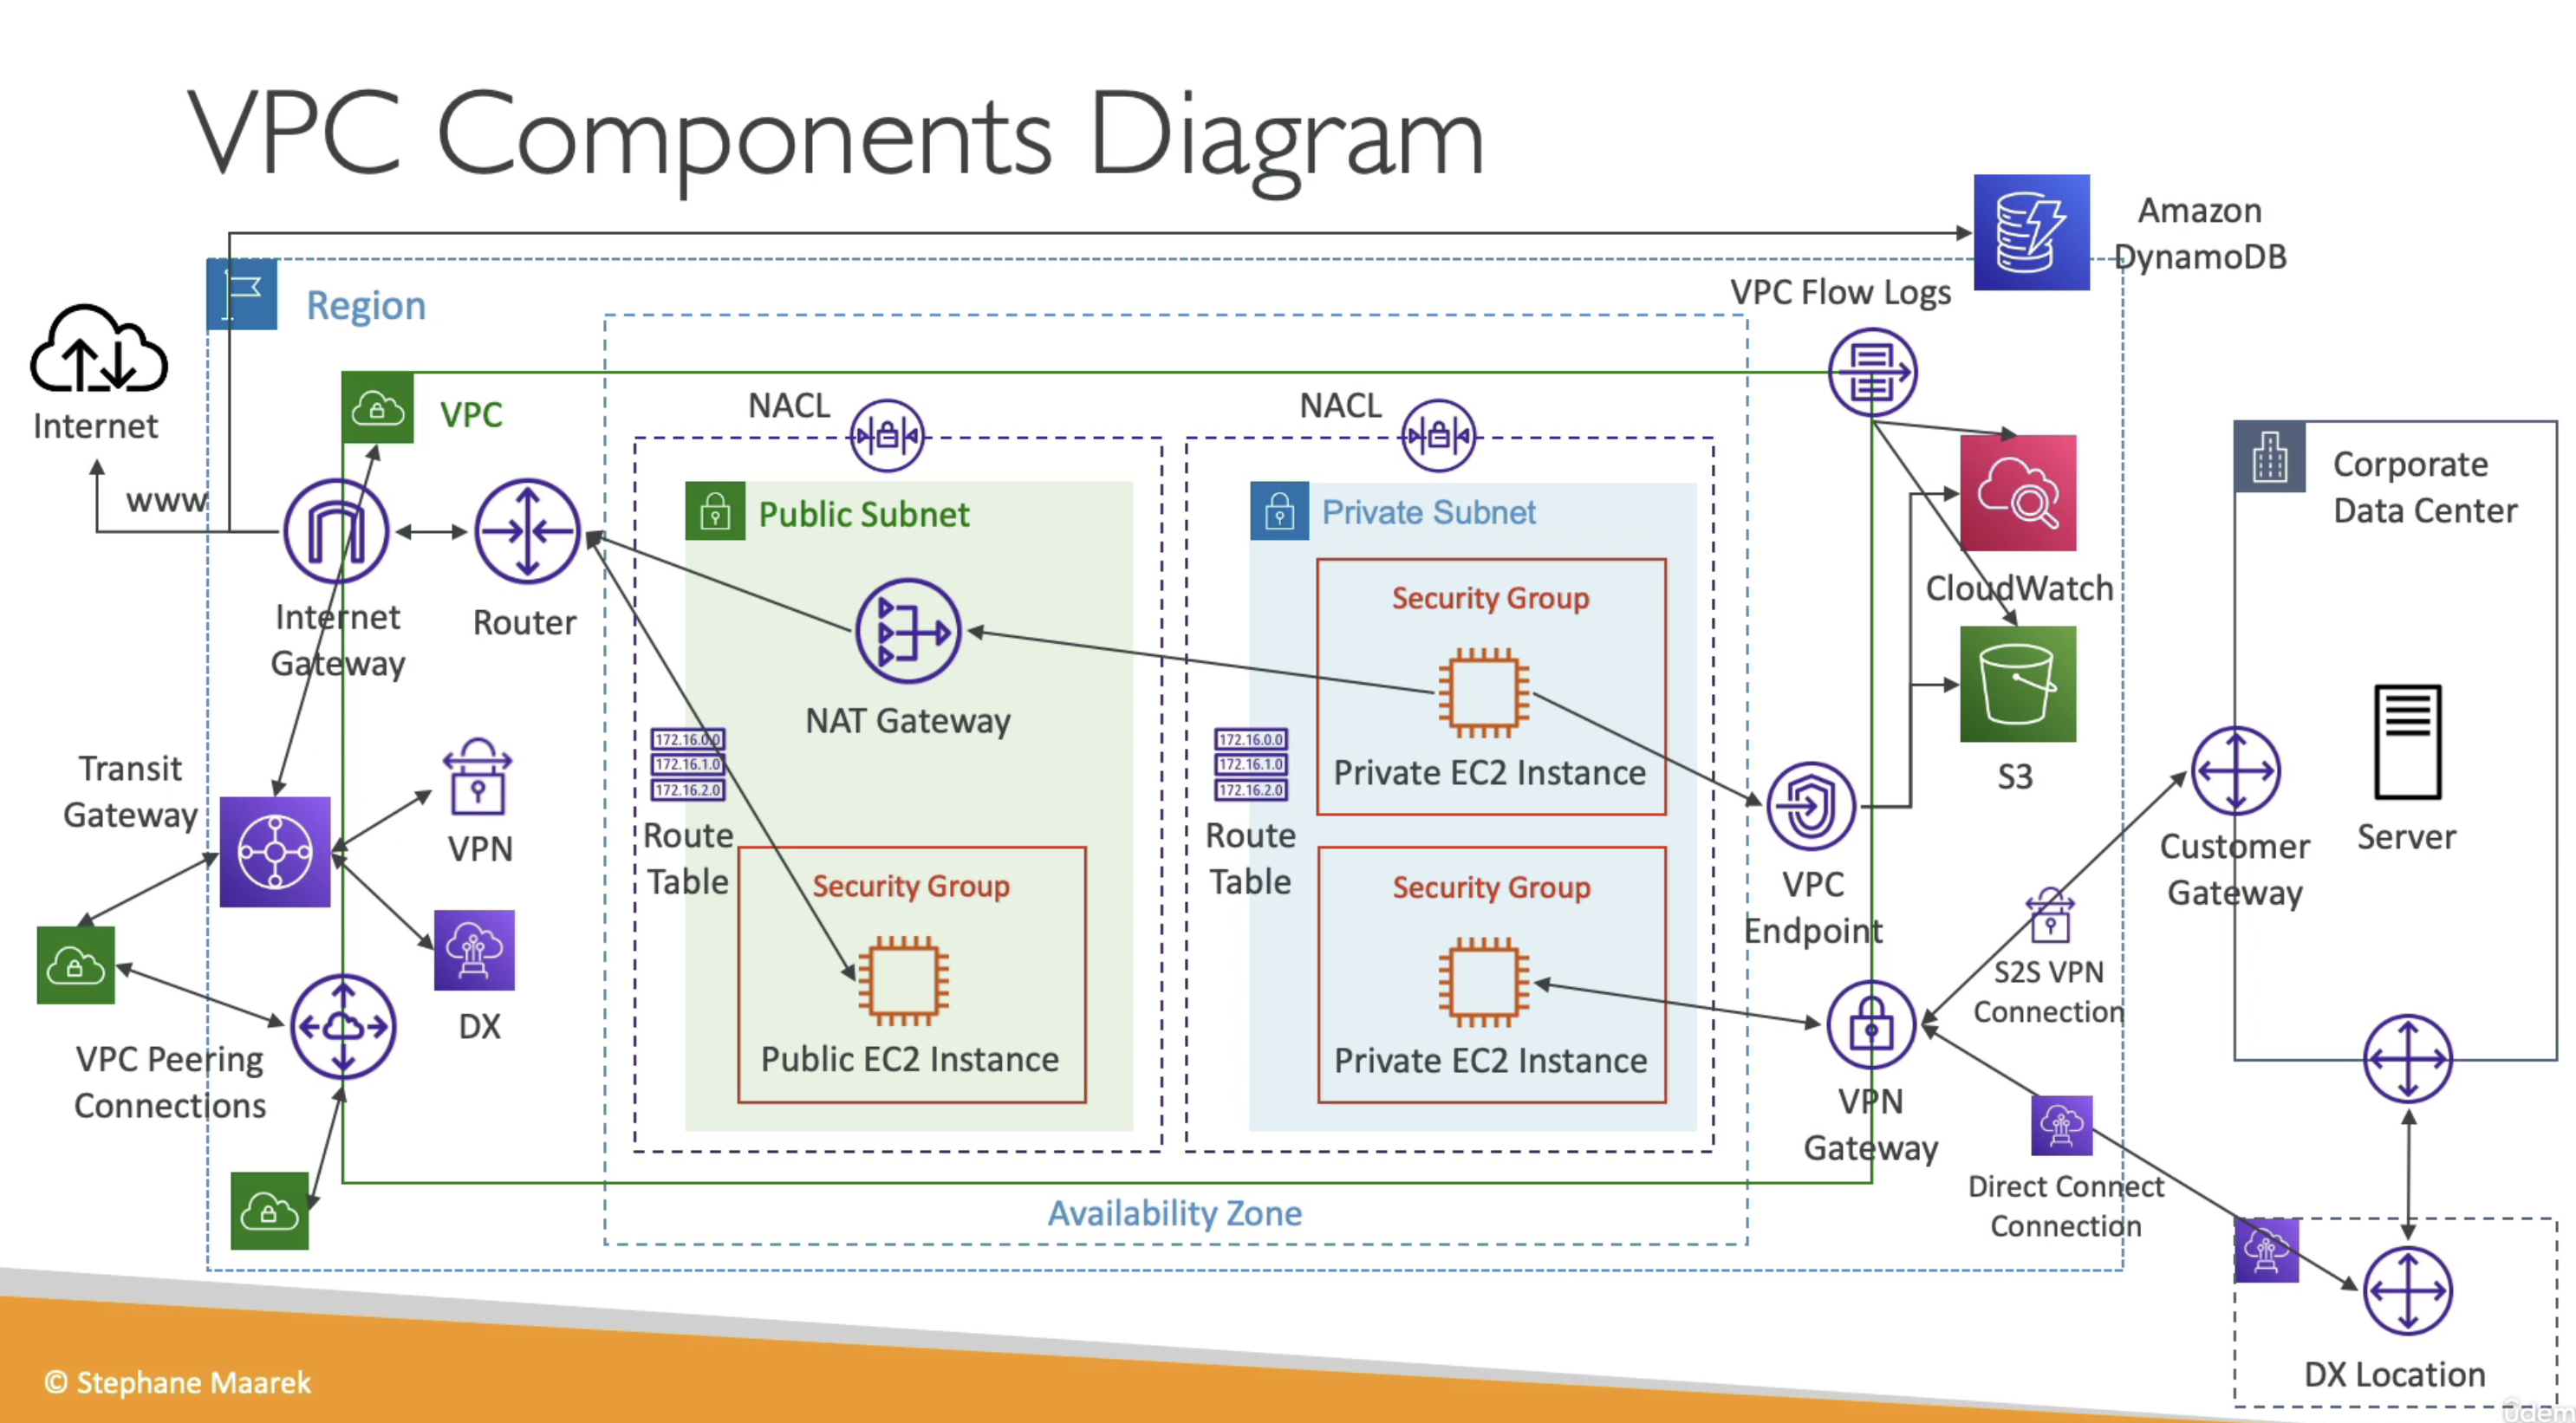 VPC Components Diagram
Amazon
DynamoDB
VPC Flow Logs
Region
Internet
www
VPC
NACL
NACL
Public Subnet
Private Subnet
Internet
Gateway
Router
NAT Gateway
Security Group
Private EC2 Instance
172.16.0.0
172.16.1.0
172.16.2.0
Route
Table
172.16.0.0
172.16.1.0
172.16.2.0
Route
Table
Security Group
Public EC2 Instance
Security Group
Private EC2 Instance
Transit
Gateway
VPN
DX
VPC Peering
Connections
VPC
Endpoint
VPN
Gateway
CloudWatch
S3
Corporate
Data Center
Server
Customer
Gateway
S2S VPN
Connection
Direct Connect
Connection
Availability Zone
DX Location
© Stephane Maarek